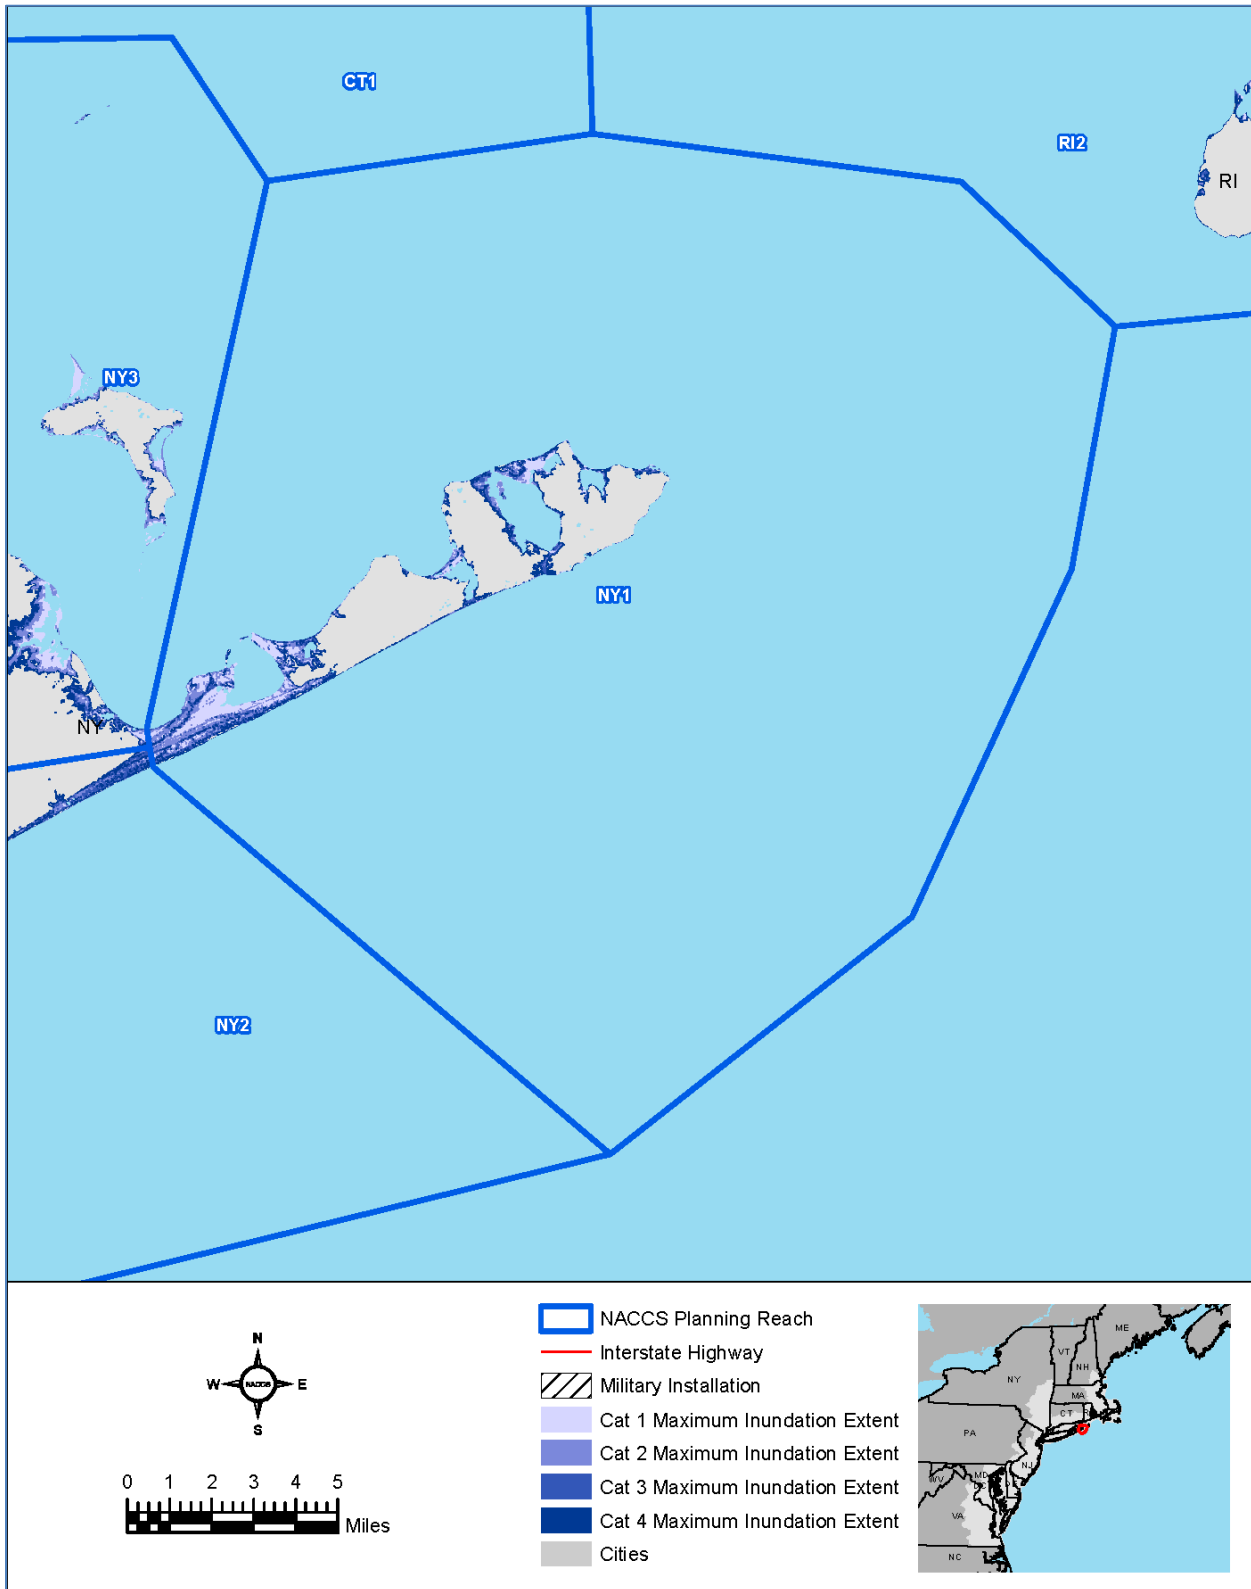 CT1
RI2
RI
NY3
NY1
NY
NY2
N
W NACCS E
S
0 1 2 3 4 5
Miles
NACCS Planning Reach
Interstate Highway
Military Installation
Cat 1 Maximum Inundation Extent
Cat 2 Maximum Inundation Extent
Cat 3 Maximum Inundation Extent
Cat 4 Maximum Inundation Extent
Cities
ME
VT
NH
NY
MA
CT
PA
NJ
MD
WV
VA
NC